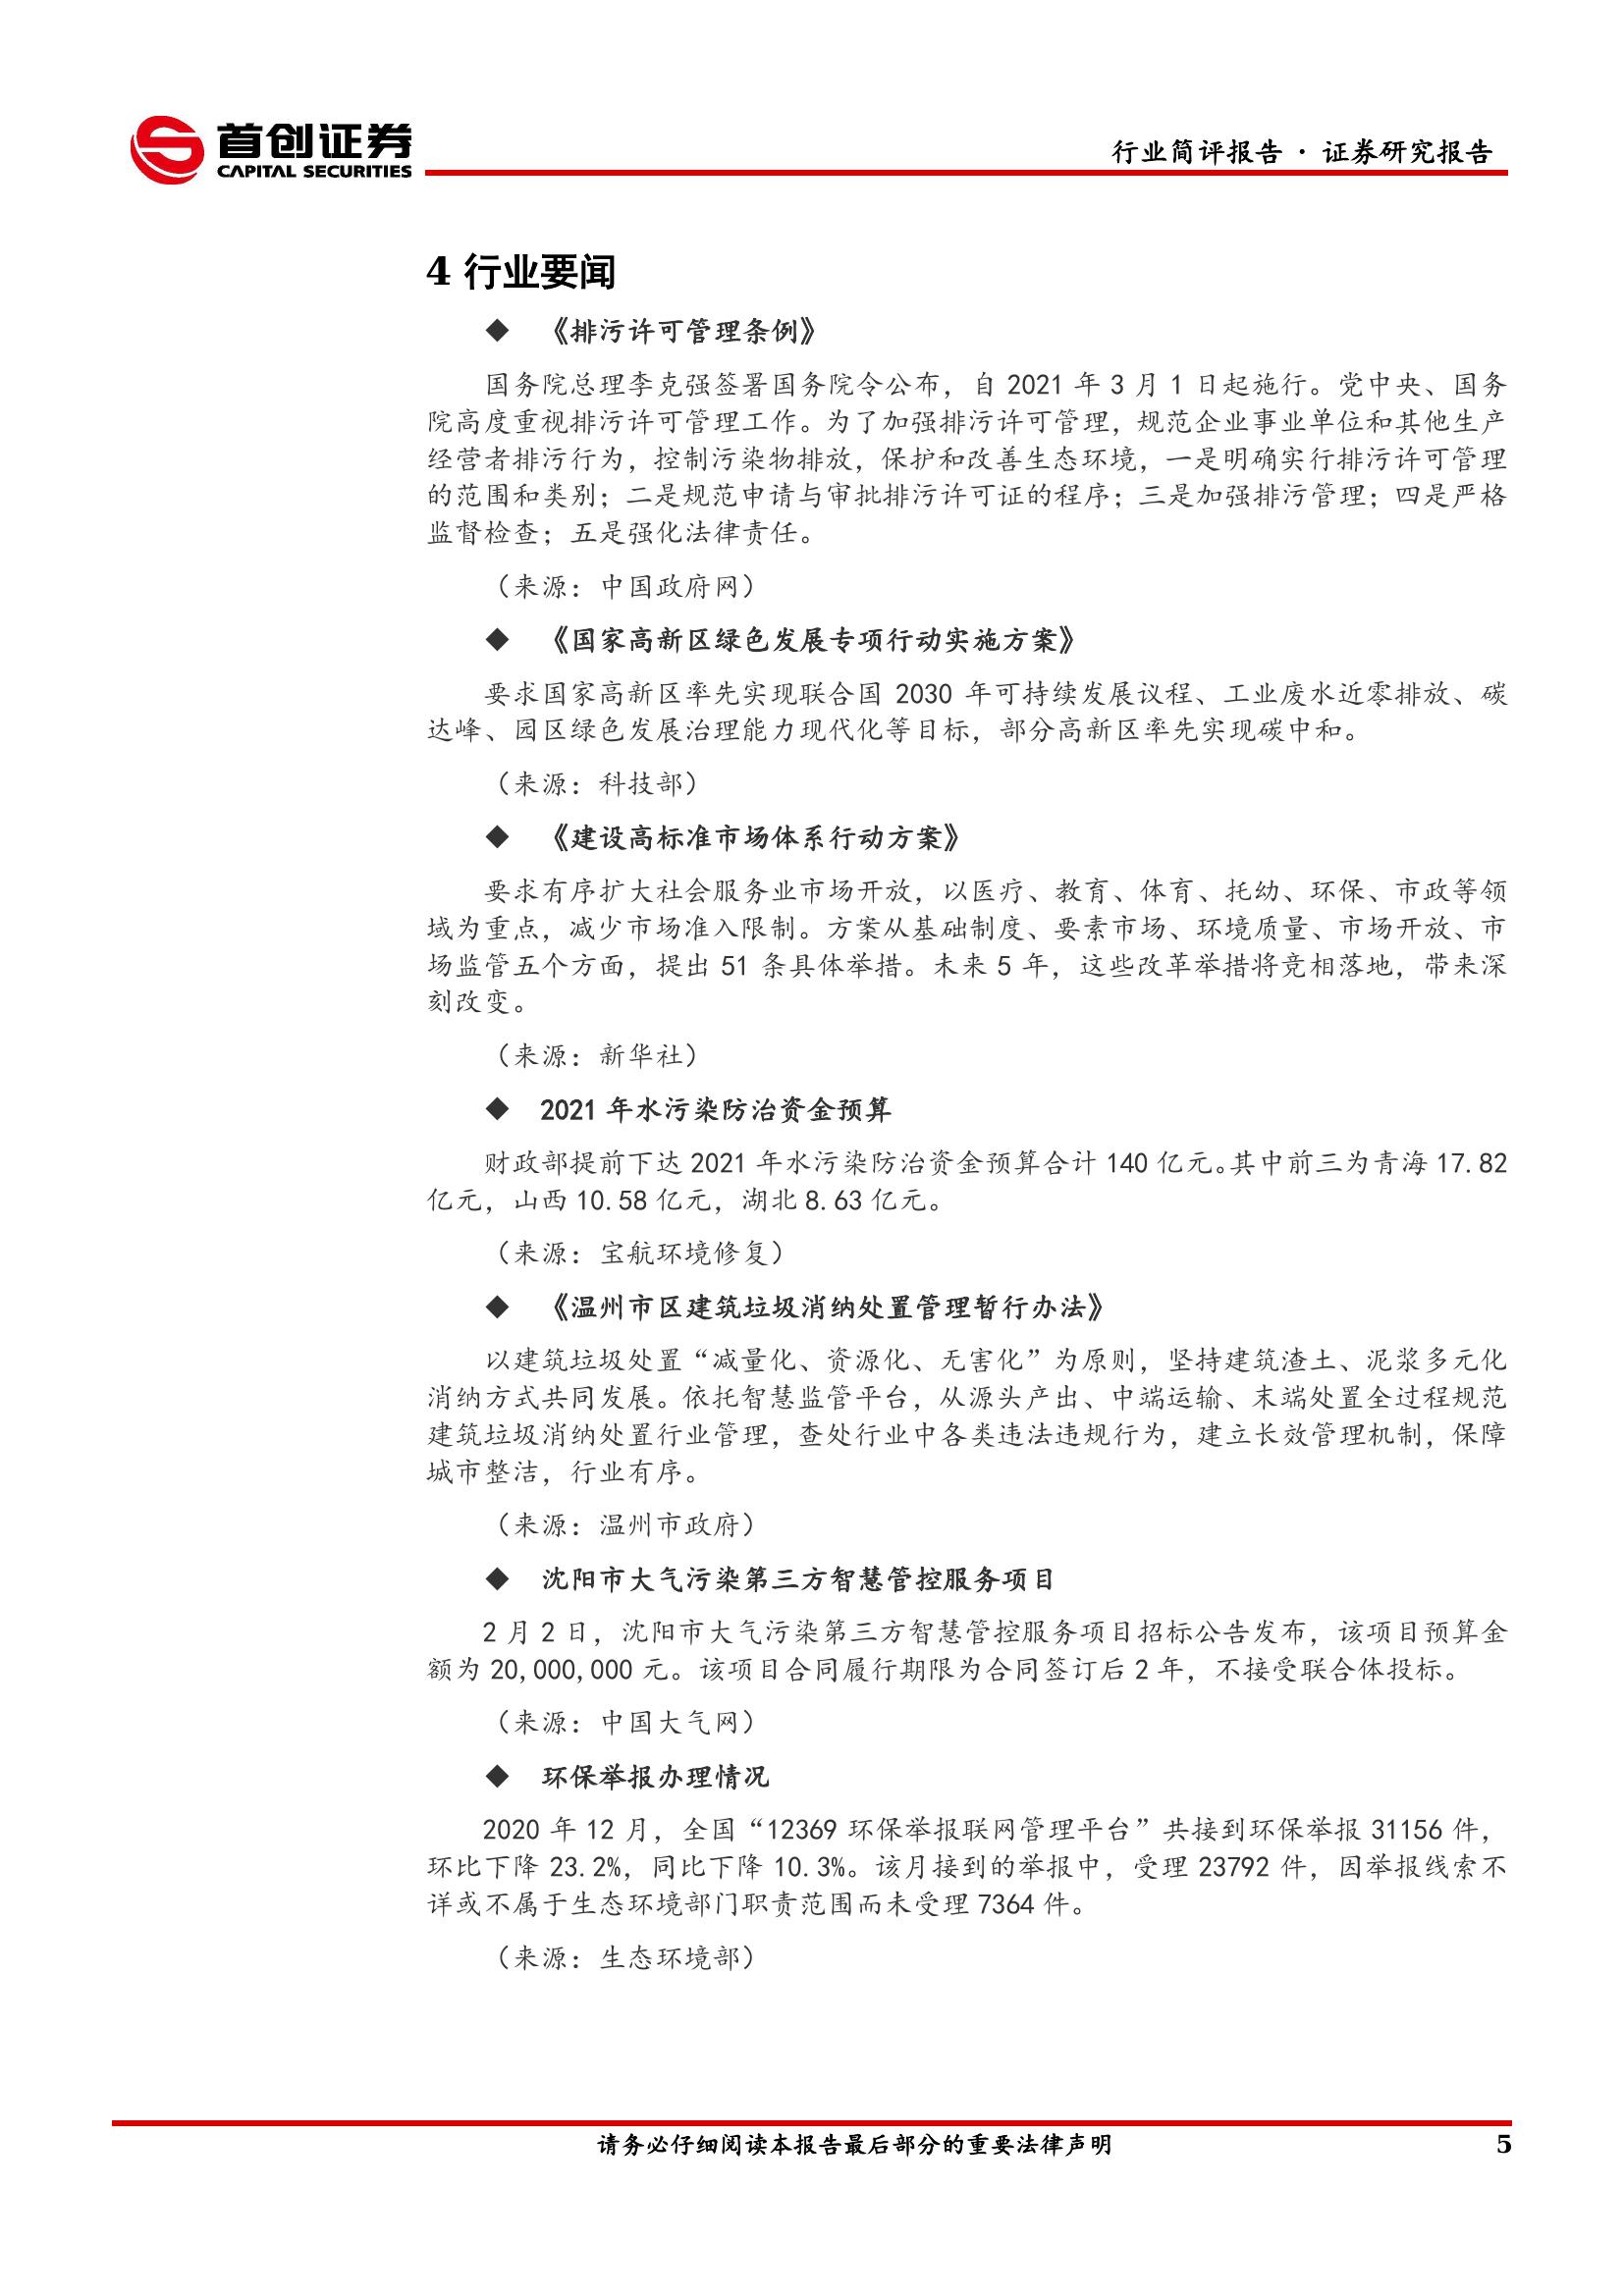 首创证券
CAPITAL SECURITIES
行业简评报告 · 证券研究报告
4 行业要闻
◆ 《排污许可管理条例》
国务院总理李克强签署国务院令公布，自 2021 年 3 月 1 日起施行。党中央、国务
院高度重视排污许可管理工作。为了加强排污许可管理，规范企业事业单位和其他生产
经营者排污行为，控制污染物排放，保护和改善生态环境，一是明确实行排污许可管理
的范围和类别；二是规范申请与审批排污许可证的程序；三是加强排污管理；四是严格
监督检查；五是强化法律责任。
（来源：中国政府网）
◆ 《国家高新区绿色发展专项行动实施方案》
要求国家高新区率先实现联合国 2030 年可持续发展议程、工业废水近零排放、碳
达峰、园区绿色发展治理能力现代化等目标，部分高新区率先实现碳中和。
（来源：科技部）
◆ 《建设高标准市场体系行动方案》
要求有序扩大社会服务业市场开放，以医疗、教育、体育、托幼、环保、市政等领
域为重点，减少市场准入限制。方案从基础制度、要素市场、环境质量、市场开放、市
场监管五个方面，提出 51 条具体举措。未来 5 年，这些改革举措将竞相落地，带来深
刻改变。
（来源：新华社）
◆ 2021 年水污染防治资金预算
财政部提前下达 2021 年水污染防治资金预算合计 140 亿元。其中前三为青海 17.82
亿元，山西 10.58 亿元，湖北 8.63 亿元。
（来源：宝航环境修复）
◆ 《温州市区建筑垃圾消纳处置管理暂行办法》
以建筑垃圾处置“减量化、资源化、无害化”为原则，坚持建筑渣土、泥浆多元化
消纳方式共同发展。依托智慧监管平台，从源头产出、中端运输、末端处置全过程规范
建筑垃圾消纳处置行业管理，查处行业中各类违法违规行为，建立长效管理机制，保障
城市整洁，行业有序。
（来源：温州市政府）
◆ 沈阳市大气污染第三方智慧管控服务项目
2 月 2 日，沈阳市大气污染第三方智慧管控服务项目招标公告发布，该项目预算金
额为 20,000,000 元。该项目合同履行期限为合同签订后 2 年，不接受联合体投标。
（来源：中国大气网）
◆ 环保举报办理情况
2020 年 12 月，全国“12369 环保举报联网管理平台”共接到环保举报 31156 件，
环比下降 23.2%，同比下降 10.3%。该月接到的举报中，受理 23792 件，因举报线索不
详或不属于生态环境部门职责范围而未受理 7364 件。
（来源：生态环境部）
请务必仔细阅读本报告最后部分的重要法律声明
5